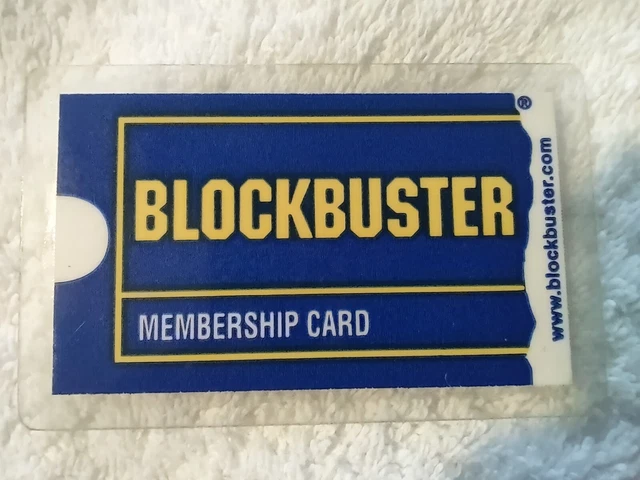 BLOCKBUSTER
®
MEMBERSHIP CARD
www.blockbuster.com